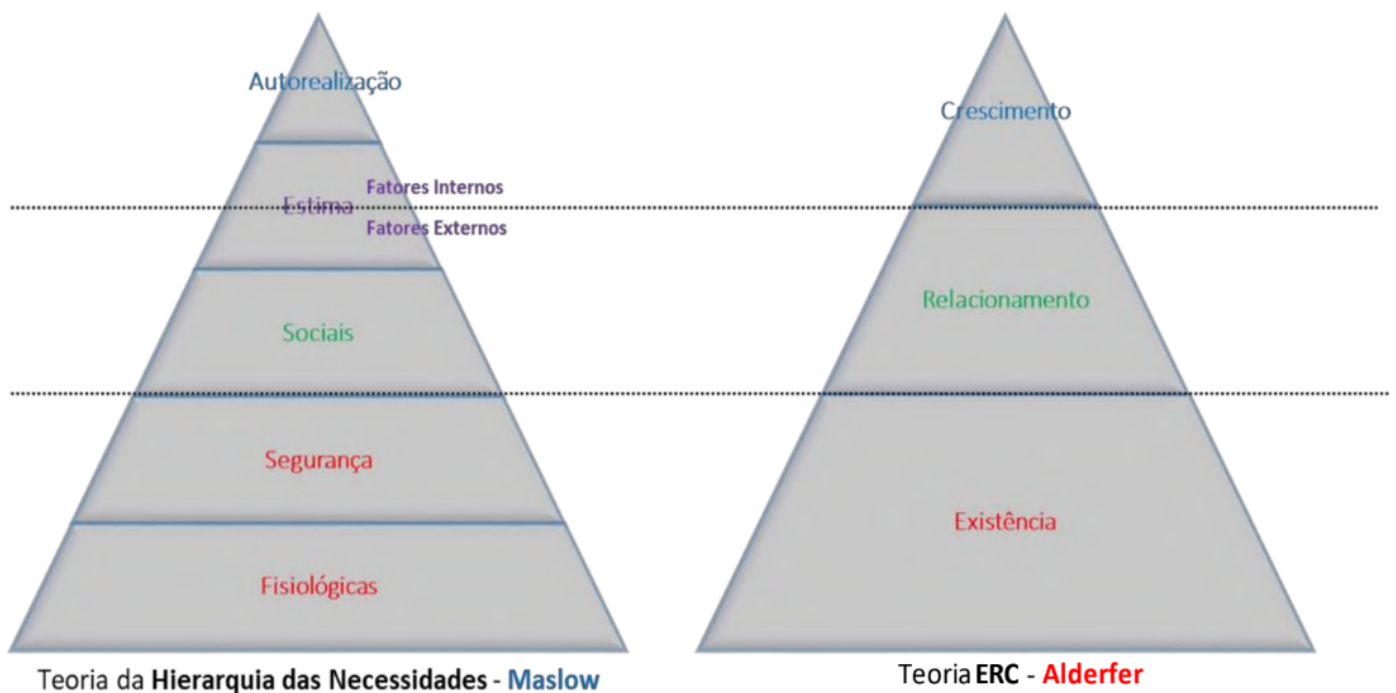 Autorealização
Fatores Internos
Estima
Fatores Externos
Sociais
Segurança
Fisiológicas
Teoria da Hierarquia das Necessidades - Maslow
Crescimento
Relacionamento
Existência
Teoria ERC - Alderfer